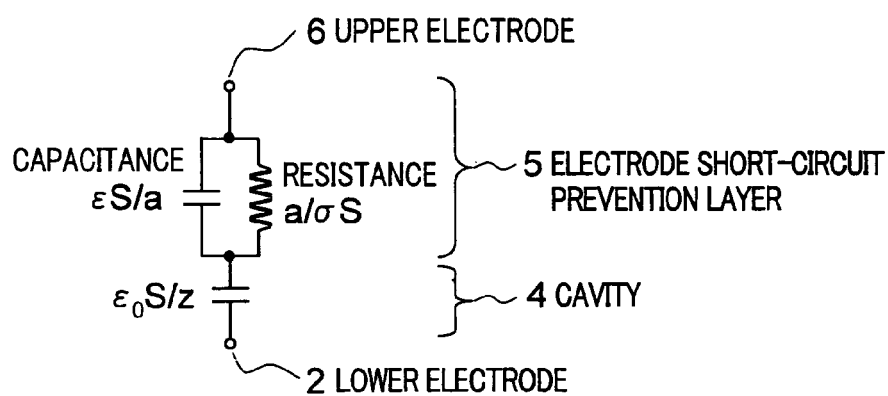 6 UPPER ELECTRODE
CAPACITANCE
εS/a
RESISTANCE
a/σS
5 ELECTRODE SHORT-CIRCUIT
PREVENTION LAYER
ε₀S/z
4 CAVITY
2 LOWER ELECTRODE